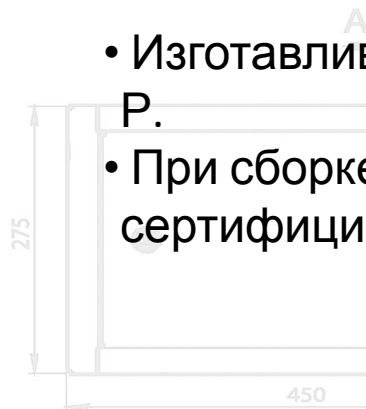 А
• Изготавлив
Р.
• При сборке
сертифици
275
450